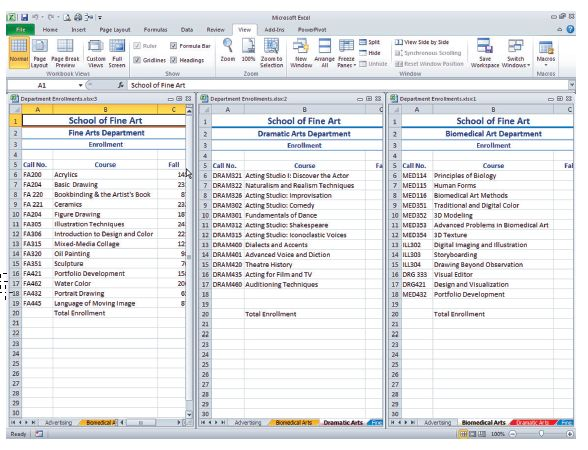 Microsoft Excel
File Home Insert Page Layout Formulas Data Review View Add-Ins PowerPivot
Normal Page Layout Page Break Preview Custom Views Full Screen
Workbook Views
Ruler Formula Bar
Gridlines Headings
Show
Zoom 100% Zoom to Selection
Zoom
New Window Arrange All Freeze Panes
Split
Hide
Unhide
View Side by Side
Synchronous Scrolling
Reset Window Position
Window
Save Workspace Switch Windows
Macros
Macros
A1 fx School of Fine Art
Department Enrollments.xlsx:3
A B C
1 School of Fine Art
2 Fine Arts Department
3 Enrollment
4
5 Call No. Course Fall
6 FA200 Acrylics
7 FA204 Basic Drawing
8 FA 220 Bookbinding & the Artist's Book
9 FA 221 Ceramics
10 FA204 Figure Drawing
11 FA305 Illustration Techniques
12 FA306 Introduction to Design and Color
13 FA315 Mixed-Media Collage
14 FA320 Oil Painting
15 FA351 Sculpture
16 FA421 Portfolio Development
17 FA462 Water Color
18 FA432 Portrait Drawing
19 FA445 Language of Moving Image
20 Total Enrollment
21
22
23
24
25
26
27
28
29
30
Advertising Biomedical A
Department Enrollments.xlsx:2
A B C
1 School of Fine Art
2 Dramatic Arts Department
3 Enrollment
4
5 Call No. Course Fal
6 DRAM321 Acting Studio I: Discover the Actor
7 DRAM322 Naturalism and Realism Techniques
8 DRAM326 Acting Studio: Improvisation
9 DRAM302 Acting Studio: Comedy
10 DRAM301 Fundamentals of Dance
11 DRAM312 Acting Studio: Shakespeare
12 DRAM315 Acting Studio: Iconoclastic Voices
13 DRAM400 Dialects and Accents
14 DRAM401 Advanced Voice and Diction
15 DRAM420 Theatre History
16 DRAM435 Acting for Film and TV
17 DRAM460 Auditioning Techniques
18
19
20 Total Enrollment
21
22
23
24
25
26
27
28
29
30
Advertising Biomedical Arts Dramatic Arts Fine
Department Enrollments.xlsx:1
A B C
1 School of Fine Art
2 Biomedical Art Department
3 Enrollment
4
5 Call No. Course Fal
6 MED114 Principles of Biology
7 MED115 Human Forms
8 MED116 Biomedical Art Methods
9 MED351 Traditional and Digital Color
10 MED352 3D Modeling
11 MED353 Advanced Problems in Biomedical Art
12 MED354 3D Texture
13 ILL302 Digital Imaging and Illustration
14 ILL303 Storyboarding
15 ILL304 Drawing Beyond Observation
16 DRG 333 Visual Editor
17 DRG421 Design and Visualization
18 MED432 Portfolio Development
19
20 Total Enrollment
21
22
23
24
25
26
27
28
29
30
Advertising Biomedical Arts Dramatic Arts Fine
Ready 100%